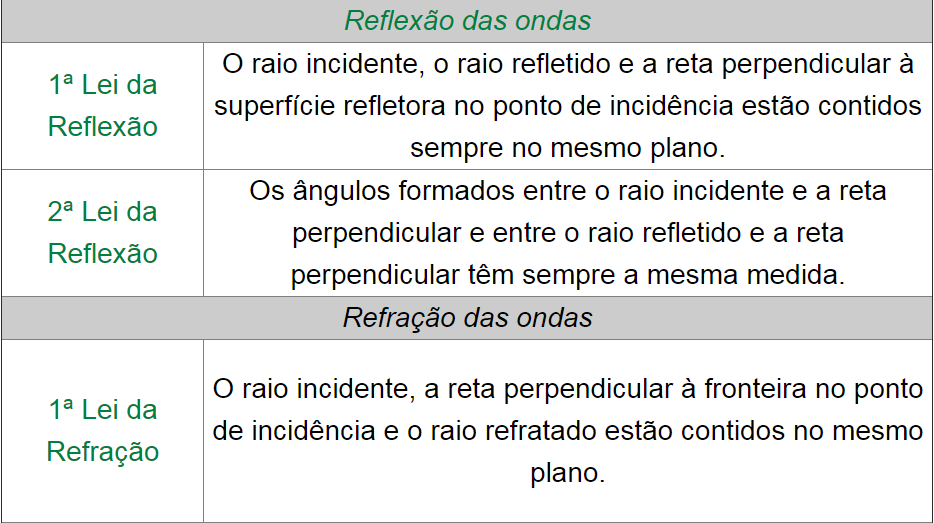 Reflexão das ondas
1ª Lei da
Reflexão
O raio incidente, o raio refletido e a reta perpendicular à
superfície refletora no ponto de incidência estão contidos
sempre no mesmo plano.
2ª Lei da
Reflexão
Os ângulos formados entre o raio incidente e a reta
perpendicular e entre o raio refletido e a reta
perpendicular têm sempre a mesma medida.
Refração das ondas
1ª Lei da
Refração
O raio incidente, a reta perpendicular à fronteira no ponto
de incidência e o raio refratado estão contidos no mesmo
plano.